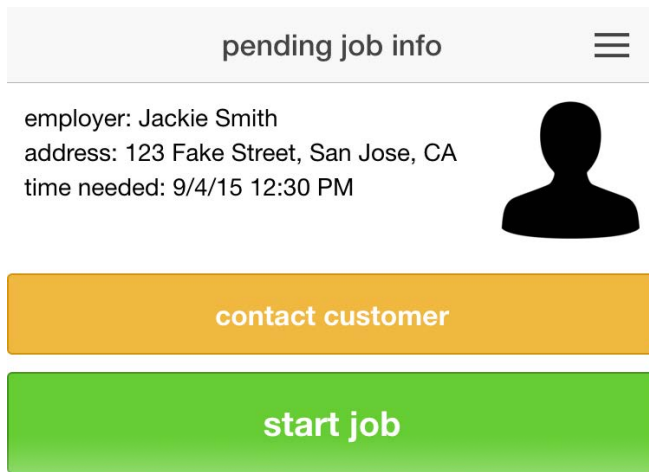 pending job info
employer: Jackie Smith
address: 123 Fake Street, San Jose, CA
time needed: 9/4/15 12:30 PM
contact customer
start job